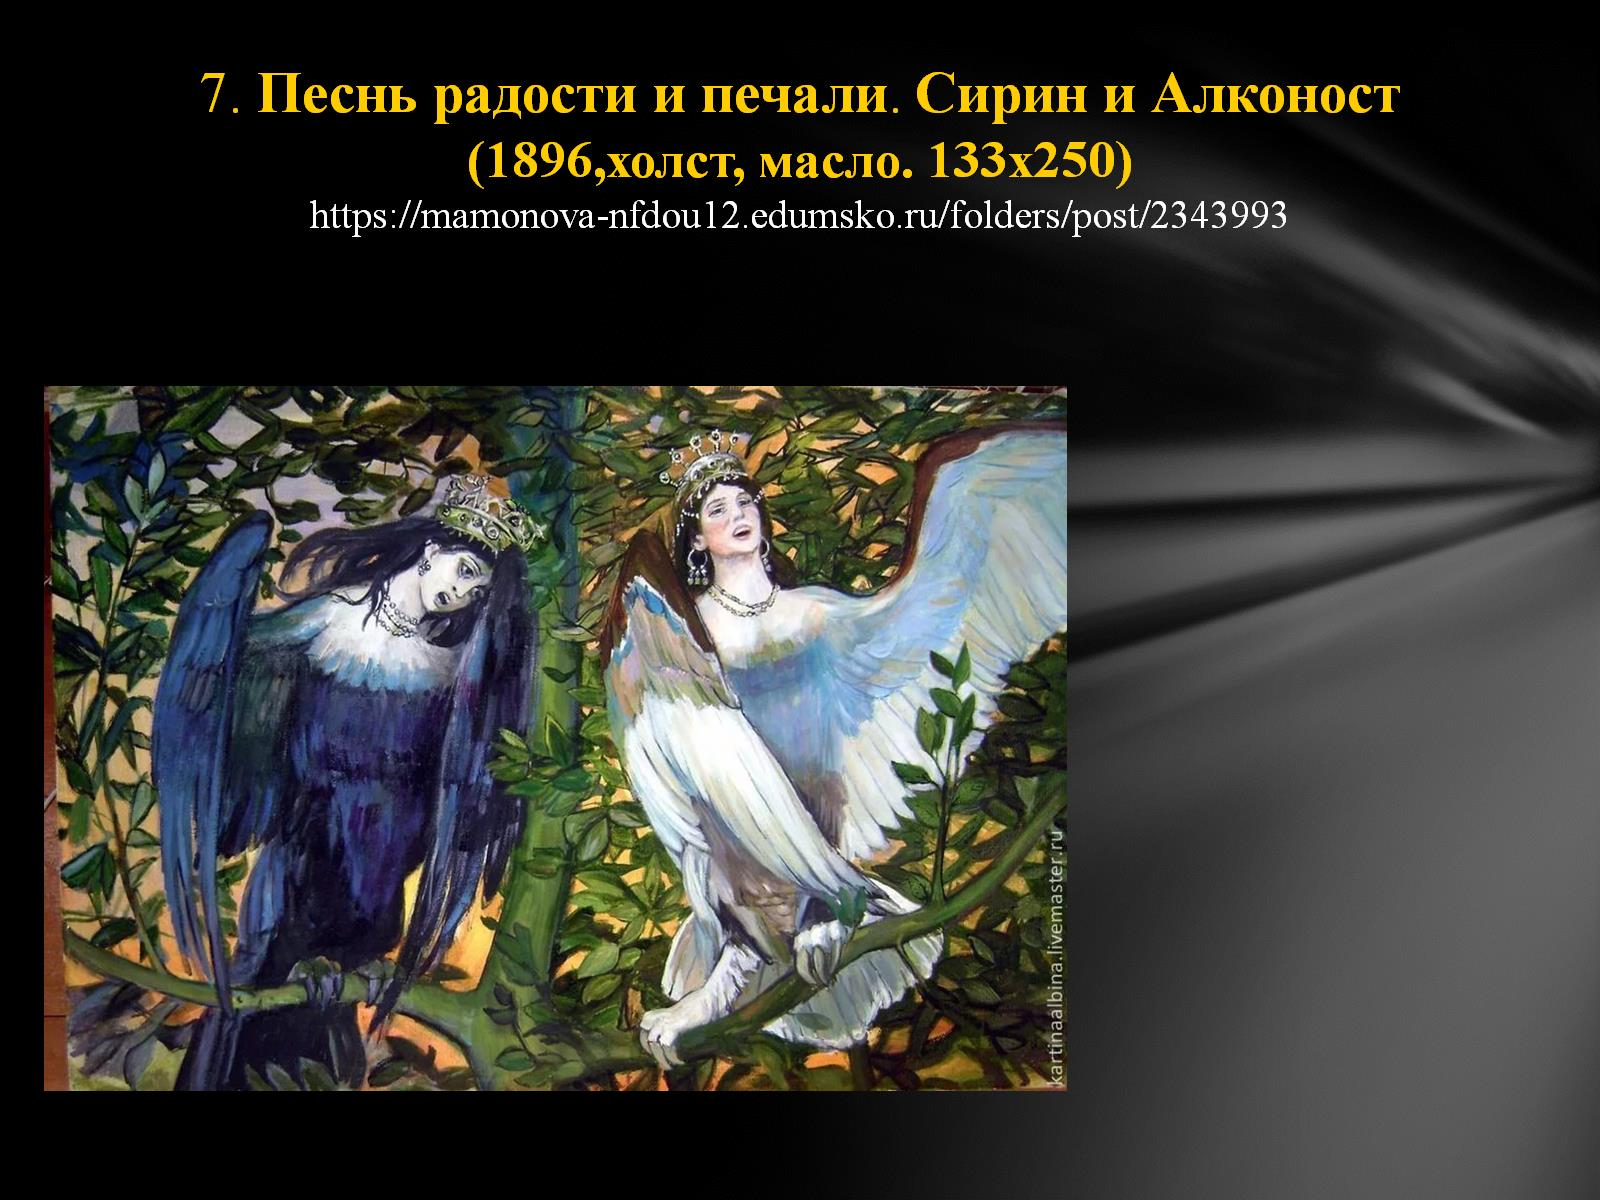 7. Песнь радости и печали. Сирин и Алконост
(1896,холст, масло. 133х250)
https://mamonova-nfdou12.edumsko.ru/folders/post/2343993
kartinaalbina.livemaster.ru